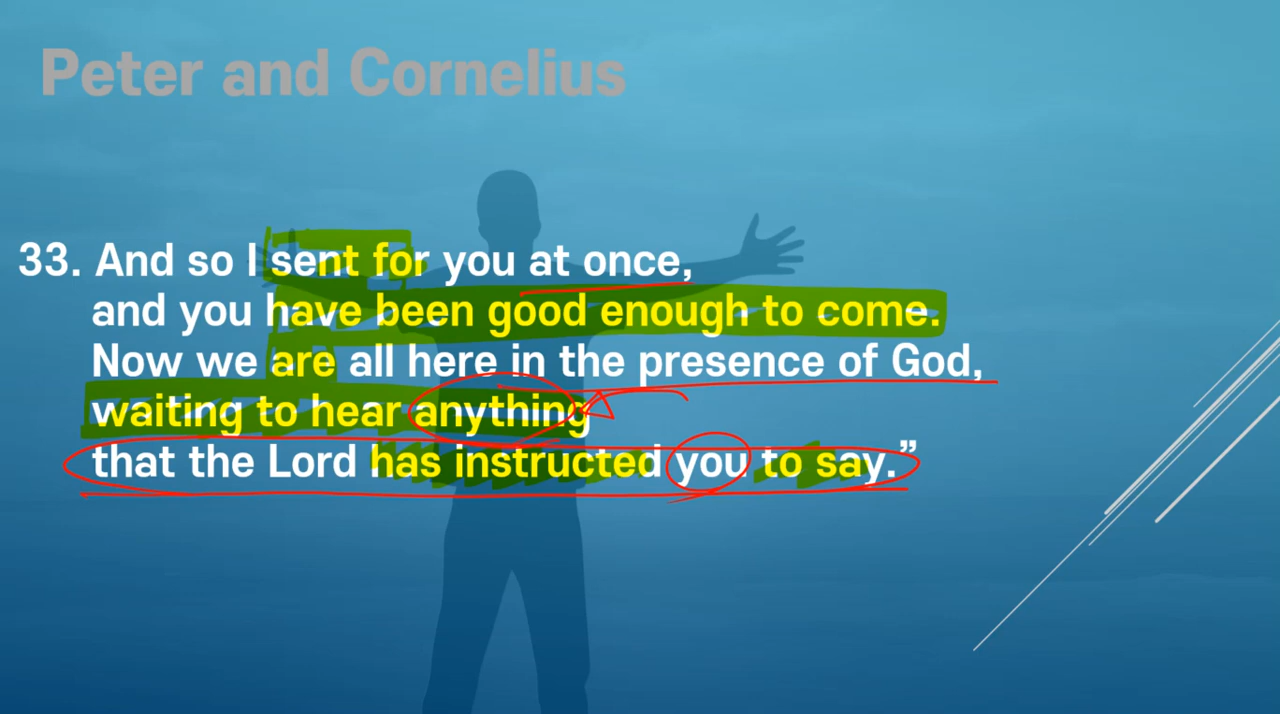 Peter and Cornelius
33. And so I sent for you at once,
and you have been good enough to come.
Now we are all here in the presence of God,
waiting to hear anything
that the Lord has instructed you to say.”